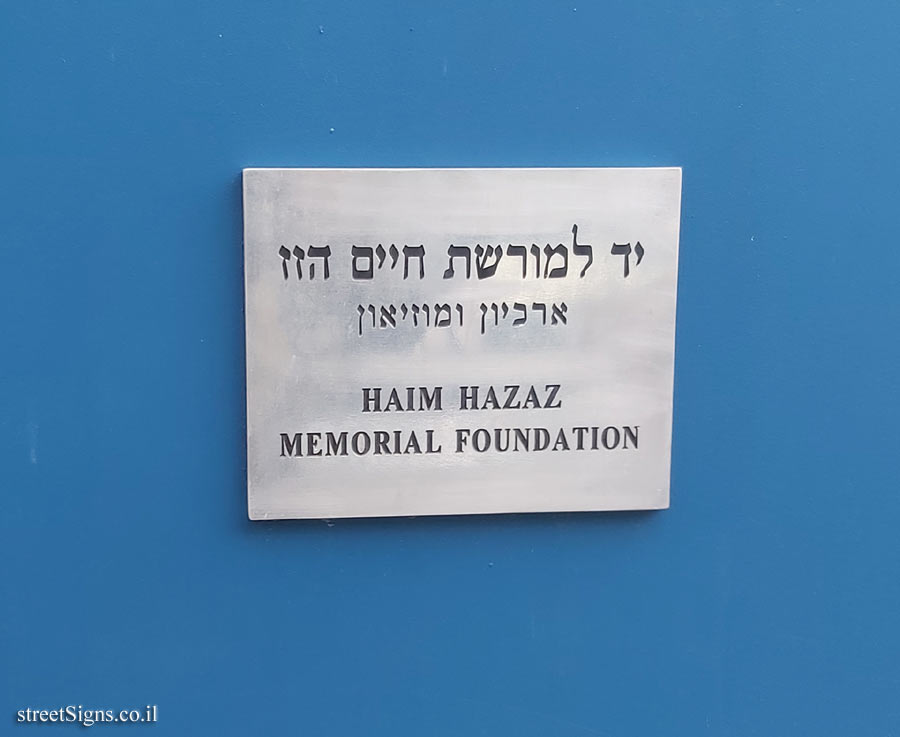 יד למורשת חיים הזז
ארכיון ומוזיאון
HAIM HAZAZ
MEMORIAL FOUNDATION
streetSigns.co.il